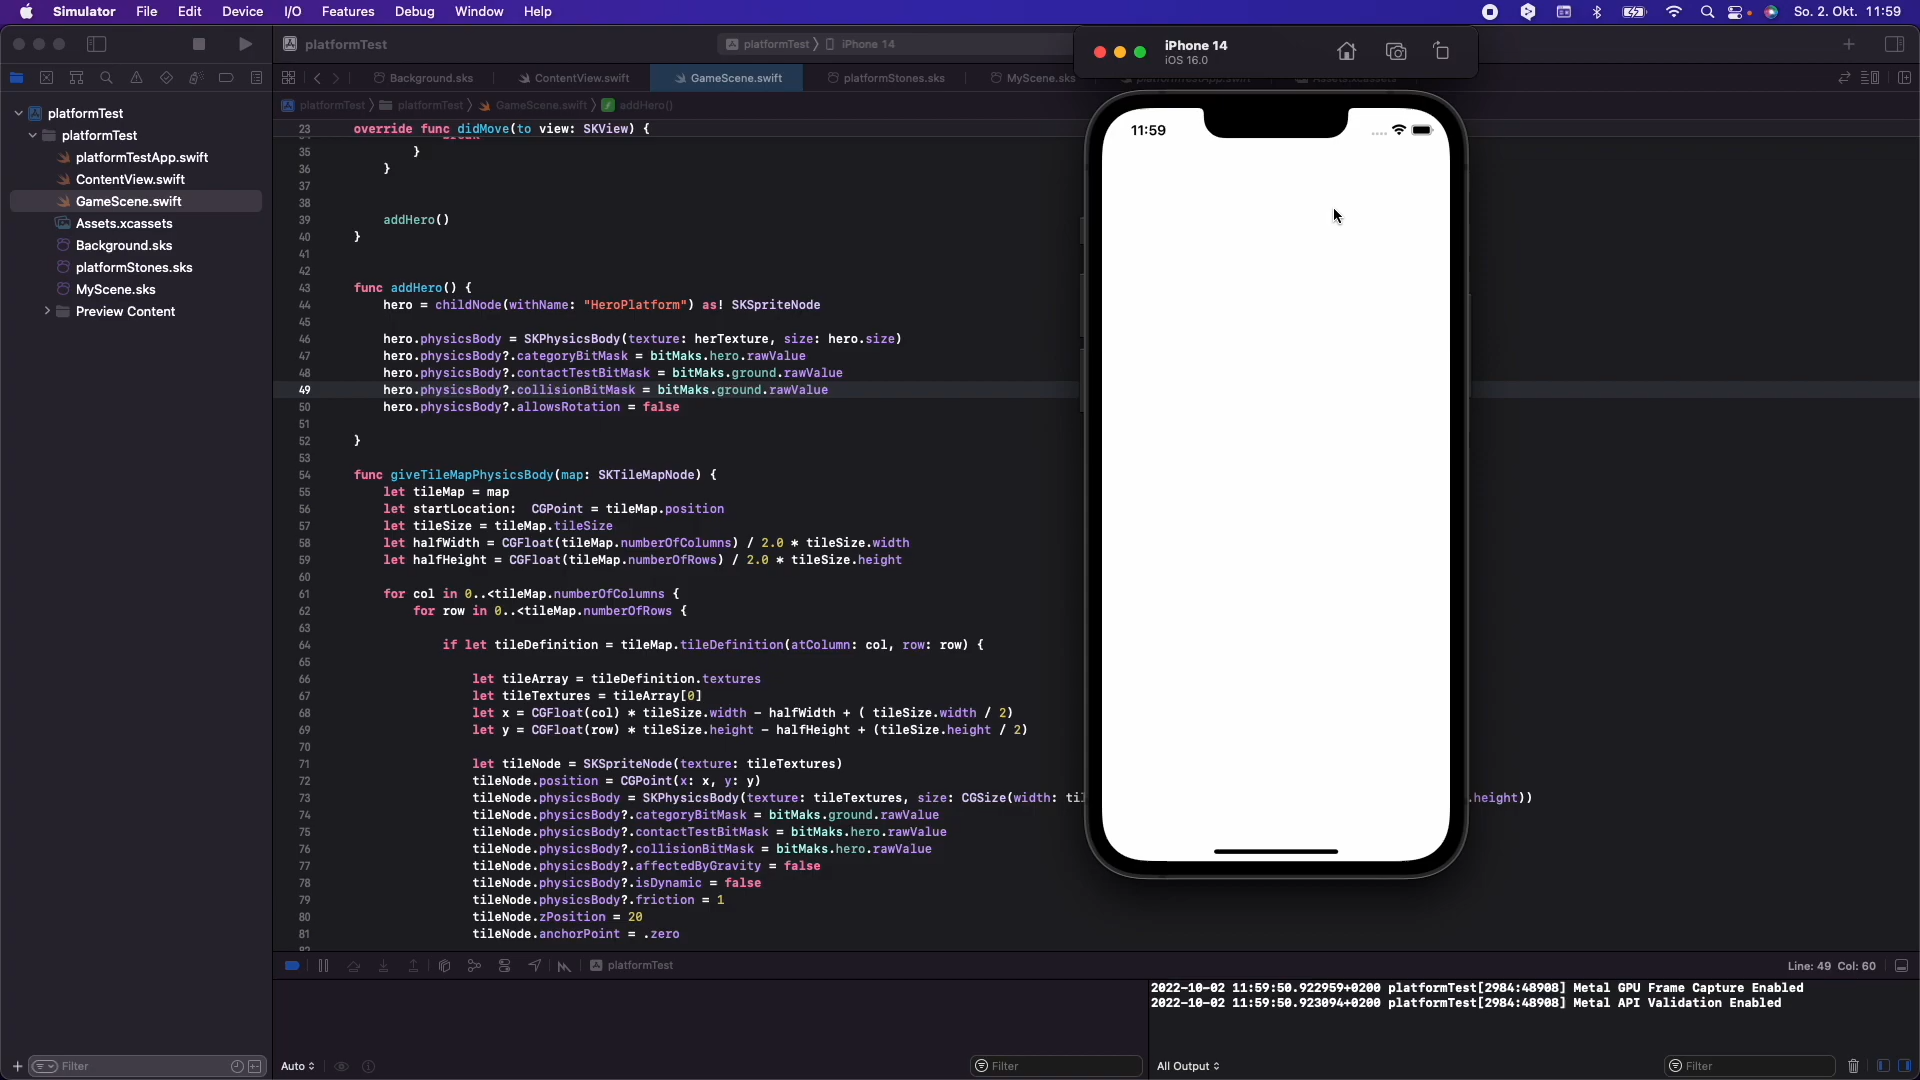 Simulator File Edit Device I/O Features Debug Window Help
So. 2. Okt. 11:59
platformTest
platformTest iPhone 14
iPhone 14
iOS 16.0
Background.sks ContentView.swift GameScene.swift platformStones.sks MyScene.sks
platformTest platformTest GameScene.swift addHero()
platformTest
platformTest
platformTestApp.swift
ContentView.swift
GameScene.swift
Assets.xcassets
Background.sks
platformStones.sks
MyScene.sks
Preview Content
23 override func didMove(to view: SKView) {
35 }
36 }
37
38
39 addHero()
40 }
41
42
43 func addHero() {
44 hero = childNode(withName: "HeroPlatform") as! SKSpriteNode
45
46 hero.physicsBody = SKPhysicsBody(texture: herTexture, size: hero.size)
47 hero.physicsBody?.categoryBitMask = bitMaks.hero.rawValue
48 hero.physicsBody?.contactTestBitMask = bitMaks.ground.rawValue
49 hero.physicsBody?.collisionBitMask = bitMaks.ground.rawValue
50 hero.physicsBody?.allowsRotation = false
51
52 }
53
54 func giveTileMapPhysicsBody(map: SKTileMapNode) {
55 let tileMap = map
56 let startLocation: CGPoint = tileMap.position
57 let tileSize = tileMap.tileSize
58 let halfWidth = CGFloat(tileMap.numberOfColumns) / 2.0 * tileSize.width
59 let halfHeight = CGFloat(tileMap.numberOfRows) / 2.0 * tileSize.height
60
61 for col in 0..<tileMap.numberOfColumns {
62 for row in 0..<tileMap.numberOfRows {
63
64 if let tileDefinition = tileMap.tileDefinition(atColumn: col, row: row) {
65
66 let tileArray = tileDefinition.textures
67 let tileTextures = tileArray[0]
68 let x = CGFloat(col) * tileSize.width - halfWidth + ( tileSize.width / 2)
69 let y = CGFloat(row) * tileSize.height - halfHeight + (tileSize.height / 2)
70
71 let tileNode = SKSpriteNode(texture: tileTextures)
72 tileNode.position = CGPoint(x: x, y: y)
73 tileNode.physicsBody = SKPhysicsBody(texture: tileTextures, size: CGSize(width: til .height))
74 tileNode.physicsBody?.categoryBitMask = bitMaks.ground.rawValue
75 tileNode.physicsBody?.contactTestBitMask = bitMaks.hero.rawValue
76 tileNode.physicsBody?.collisionBitMask = bitMaks.hero.rawValue
77 tileNode.physicsBody?.affectedByGravity = false
78 tileNode.physicsBody?.isDynamic = false
79 tileNode.physicsBody?.friction = 1
80 tileNode.zPosition = 20
81 tileNode.anchorPoint = .zero
11:59
platformTest
Line: 49 Col: 60
2022-10-02 11:59:50.922959+0200 platformTest[2984:48908] Metal GPU Frame Capture Enabled
2022-10-02 11:59:50.923094+0200 platformTest[2984:48908] Metal API Validation Enabled
Filter
Auto
Filter
All Output
Filter